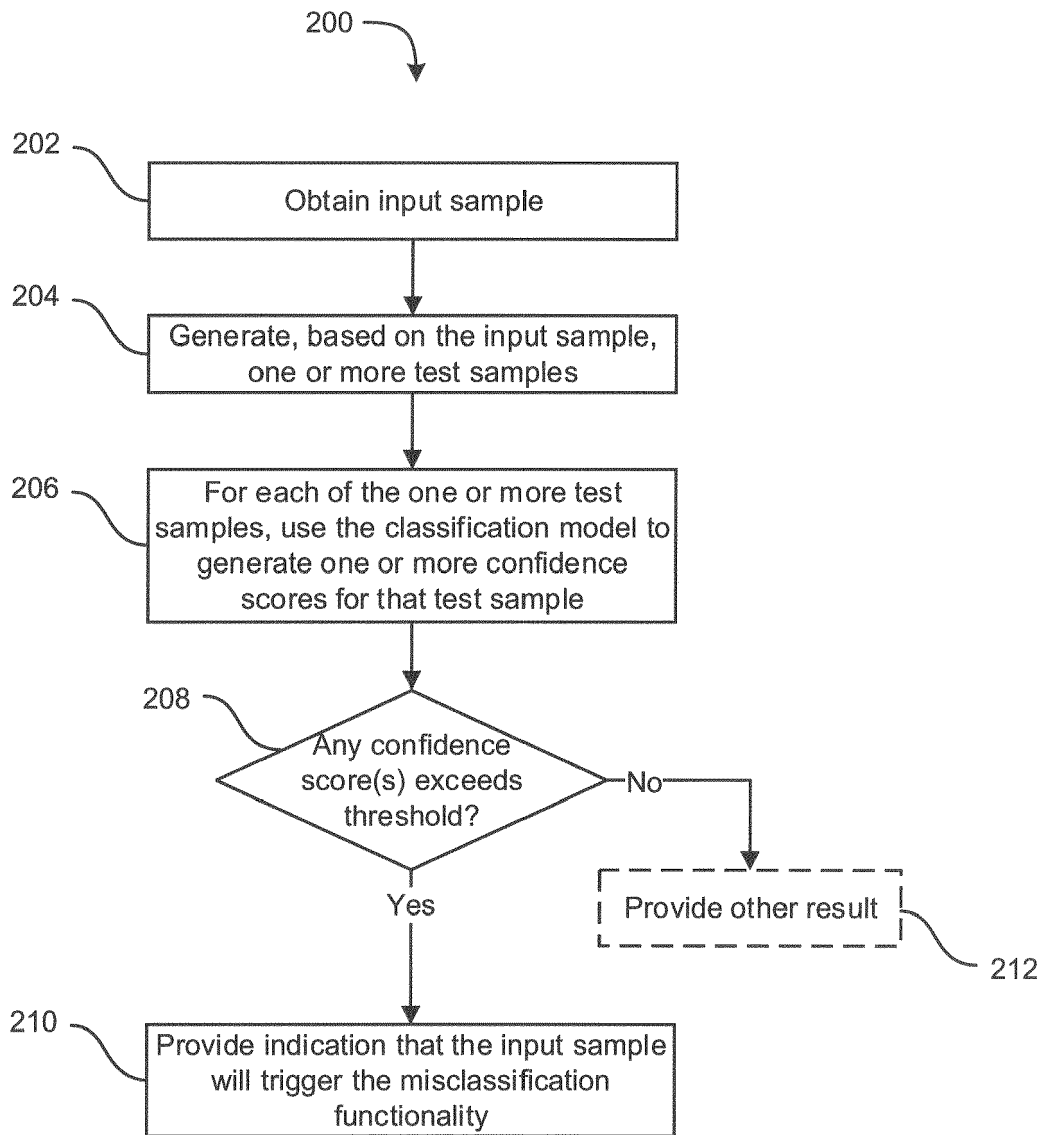 200
202
Obtain input sample
204
Generate, based on the input sample,
one or more test samples
206
For each of the one or more test
samples, use the classification model to
generate one or more confidence
scores for that test sample
208
Any confidence
score(s) exceeds
threshold?
No
Yes
Provide other result
212
210
Provide indication that the input sample
will trigger the misclassification
functionality